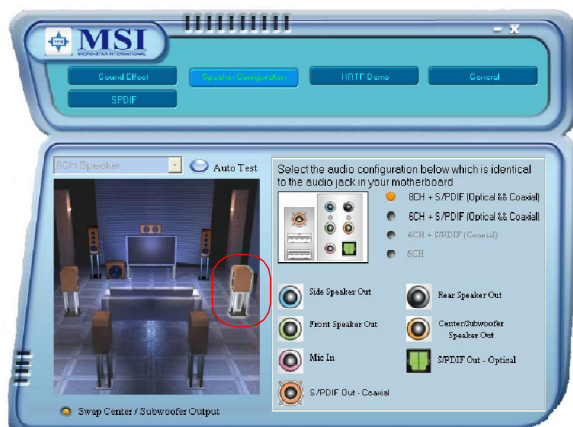 MSI
MICRO-STAR INTERNATIONAL
- X
Sound Effect
Speaker Configuration
HRTF Demo
General
SPDIF
8CH Speaker
Auto Test
Select the audio configuration below which is identical
to the audio jack in your motherboard
8CH + S/PDIF (Optical && Coaxial)
6CH + S/PDIF (Optical && Coaxial)
6CH + S/PDIF (Coaxial)
6CH
Side Speaker Out
Rear Speaker Out
Front Speaker Out
Center/Subwoofer
Speaker Out
Mic In
S/PDIF Out - Optical
S/PDIF Out - Coaxial
Swap Center / Subwoofer Output